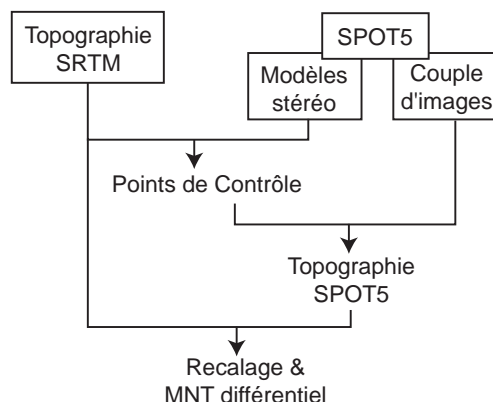 Topographie
SRTM
SPOT5
Modèles
stéréo
Couple
d'images
Points de Contrôle
Topographie
SPOT5
Recalage &
MNT différentiel